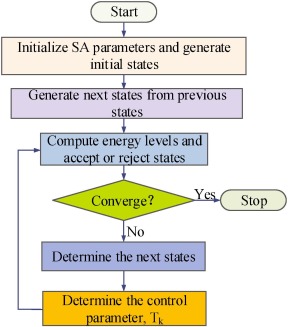 Start
Initialize SA parameters and generate
initial states
Generate next states from previous
states
Compute energy levels and
accept or reject states
Converge?
Yes
Stop
No
Determine the next states
Determine the control
parameter, Tk